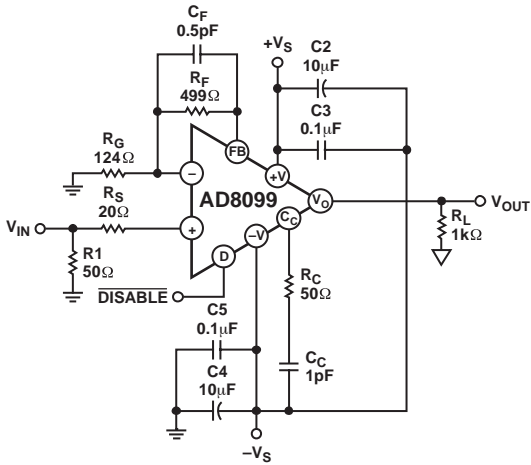 C_F
0.5pF
R_F
499Ω
+V_S
C2
10μF
C3
0.1μF
R_G
124Ω
R_S
20Ω
V_IN
R1
50Ω
–
FB
+V
AD8099
V_O
+
C_C
–V
D
V_OUT
R_L
1kΩ
DISABLE
R_C
50Ω
C5
0.1μF
C4
10μF
C_C
1pF
–V_S